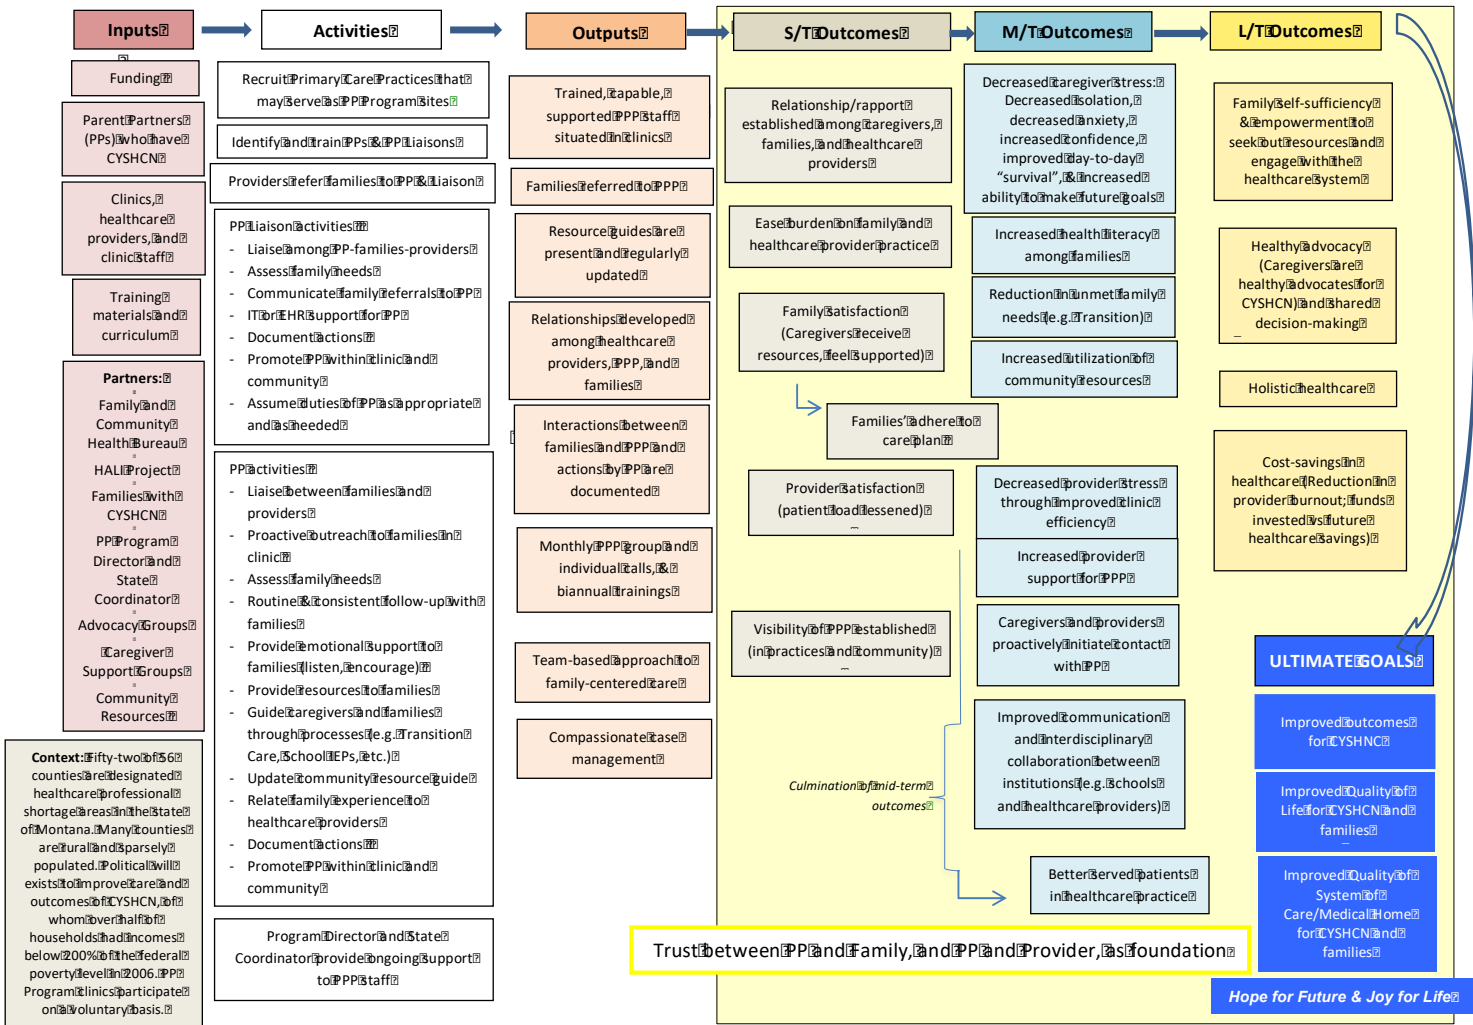 Inputs
Activities
Outputs
S/T Outcomes
M/T Outcomes
L/T Outcomes
Funding
Parent Partners
(PPs) who have
CYSHCN
Clinics,
healthcare
providers, and
clinic staff
Training
materials and
curriculum
Partners:
Family and
Community
Health Bureau
HALI Project
Families with
CYSHCN
PP Program
Director and
State
Coordinator
Advocacy Groups
Caregiver
Support Groups
Community
Resources
Context: Fifty-two of 56
counties are designated
healthcare professional
shortage areas in the state
of Montana. Many counties
are rural and sparsely
populated. Political will
exists to improve care and
outcomes of CYSHCN, of
whom over half of
households had incomes
below 200% of the federal
poverty level in 2006. PP
Program clinics participate
on a voluntary basis.
Recruit Primary Care Practices that
may serve as PP Program sites
Identify and train PPs & PP Liaisons
Providers refer families to PP & Liaison
PP Liaison activities
- Liaise among PP-families-providers
- Assess family needs
- Communicate family referrals to PP
- IT or EHR support for PP
- Document actions
- Promote PP within clinic and
community
- Assume duties of PP as appropriate
and as needed
PP activities
- Liaise between families and
providers
- Proactive outreach to families in
clinic
- Assess family needs
- Routine & consistent follow-up with
families
- Provide emotional support to
families (listen, encourage)
- Provide resources to families
- Guide caregivers and families
through processes (e.g. Transition
Care, School IEPs, etc.)
- Update community resource guide
- Relate family experience to
healthcare providers
- Document actions
- Promote PP within clinic and
community
Program Director and State
Coordinator provide ongoing support
to PPP staff
Trained, capable,
supported PPP staff
situated in clinics
Families referred to PPP
Resource guides are
present and regularly
updated
Relationships developed
among healthcare
providers, PPP, and
families
Interactions between
families and PPP and
actions by PP are
documented
Monthly PPP group and
individual calls, &
biannual trainings
Team-based approach to
family-centered care
Compassionate case
management
Relationship/rapport
established among caregivers,
families, and healthcare
providers
Ease burden on family and
healthcare provider practice
Family satisfaction
(Caregivers receive
resources, feel supported)
Families' adhere to
care plan
Provider satisfaction
(patient load lessened)
Visibility of PPP established
(in practices and community)
Culmination of mid-term
outcomes
Decreased caregiver stress:
Decreased isolation,
decreased anxiety,
increased confidence,
improved day-to-day
“survival”, & increased
ability to make future goals
Increased health literacy
among families
Reduction in unmet family
needs (e.g. Transition)
Increased utilization of
community resources
Decreased provider stress
through improved clinic
efficiency
Increased provider
support for PPP
Caregivers and providers
proactively initiate contact
with PP
Improved communication
and interdisciplinary
collaboration between
institutions (e.g. schools
and healthcare providers)
Better served patients
in healthcare practice
Family self-sufficiency
& empowerment to
seek out resources and
engage with the
healthcare system
Healthy advocacy
(Caregivers are
healthy advocates for
CYSHCN) and shared
decision-making
Holistic healthcare
Cost-savings in
healthcare (Reduction in
provider burnout; funds
invested vs future
healthcare savings)
ULTIMATE GOALS
Improved outcomes
for CYSHNC
Improved Quality of
Life for CYSHCN and
families
Improved Quality of
System of
Care/Medical Home
for CYSHCN and
families
Trust between PP and Family, and PP and Provider, as foundation
Hope for Future & Joy for Life